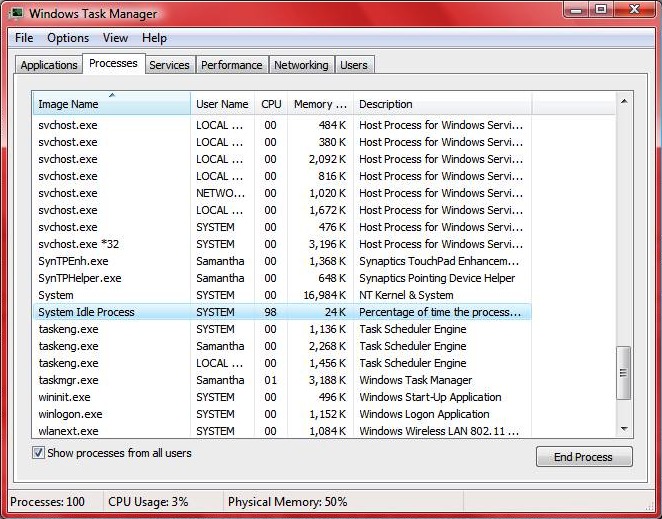 Windows Task Manager
File Options View Help
Applications Processes Services Performance Networking Users
Image Name User Name CPU Memory ... Description
svchost.exe LOCAL ... 00 484 K Host Process for Windows Servi...
svchost.exe LOCAL ... 00 380 K Host Process for Windows Servi...
svchost.exe LOCAL ... 00 2,092 K Host Process for Windows Servi...
svchost.exe LOCAL ... 00 816 K Host Process for Windows Servi...
svchost.exe NETWO... 00 1,020 K Host Process for Windows Servi...
svchost.exe LOCAL ... 00 1,672 K Host Process for Windows Servi...
svchost.exe SYSTEM 00 476 K Host Process for Windows Servi...
svchost.exe *32 SYSTEM 00 3,196 K Host Process for Windows Servi...
SynTPEnh.exe Samantha 00 1,368 K Synaptics TouchPad Enhancem...
SynTPHelper.exe Samantha 00 648 K Synaptics Pointing Device Helper
System SYSTEM 00 16,984 K NT Kernel & System
System Idle Process SYSTEM 98 24 K Percentage of time the process...
taskeng.exe SYSTEM 00 1,136 K Task Scheduler Engine
taskeng.exe Samantha 00 2,268 K Task Scheduler Engine
taskeng.exe LOCAL ... 00 1,456 K Task Scheduler Engine
taskmgr.exe Samantha 01 3,188 K Windows Task Manager
wininit.exe SYSTEM 00 496 K Windows Start-Up Application
winlogon.exe SYSTEM 00 1,152 K Windows Logon Application
wlanext.exe SYSTEM 00 1,084 K Windows Wireless LAN 802.11 ...
Show processes from all users End Process
Processes: 100 CPU Usage: 3% Physical Memory: 50%